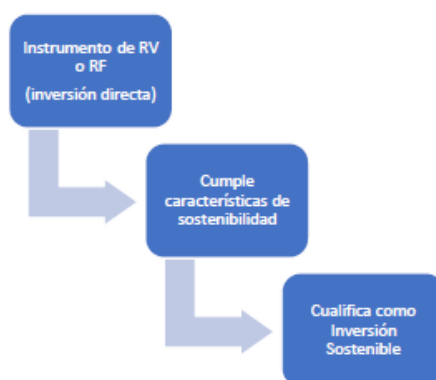 Instrumento de RV
o RF
(inversión directa)
Cumple
características de
sostenibilidad
Cualifica como
Inversión
Sostenible